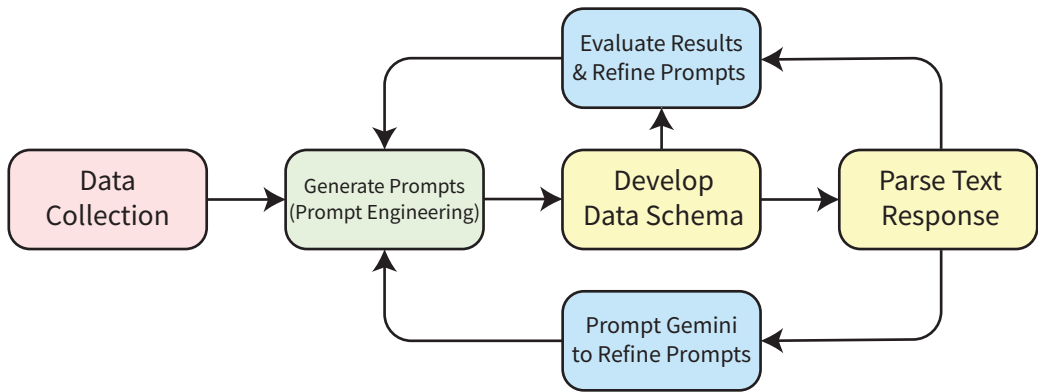 Evaluate Results
& Refine Prompts
Data
Collection
Generate Prompts
(Prompt Engineering)
Develop
Data Schema
Parse Text
Response
Prompt Gemini
to Refine Prompts